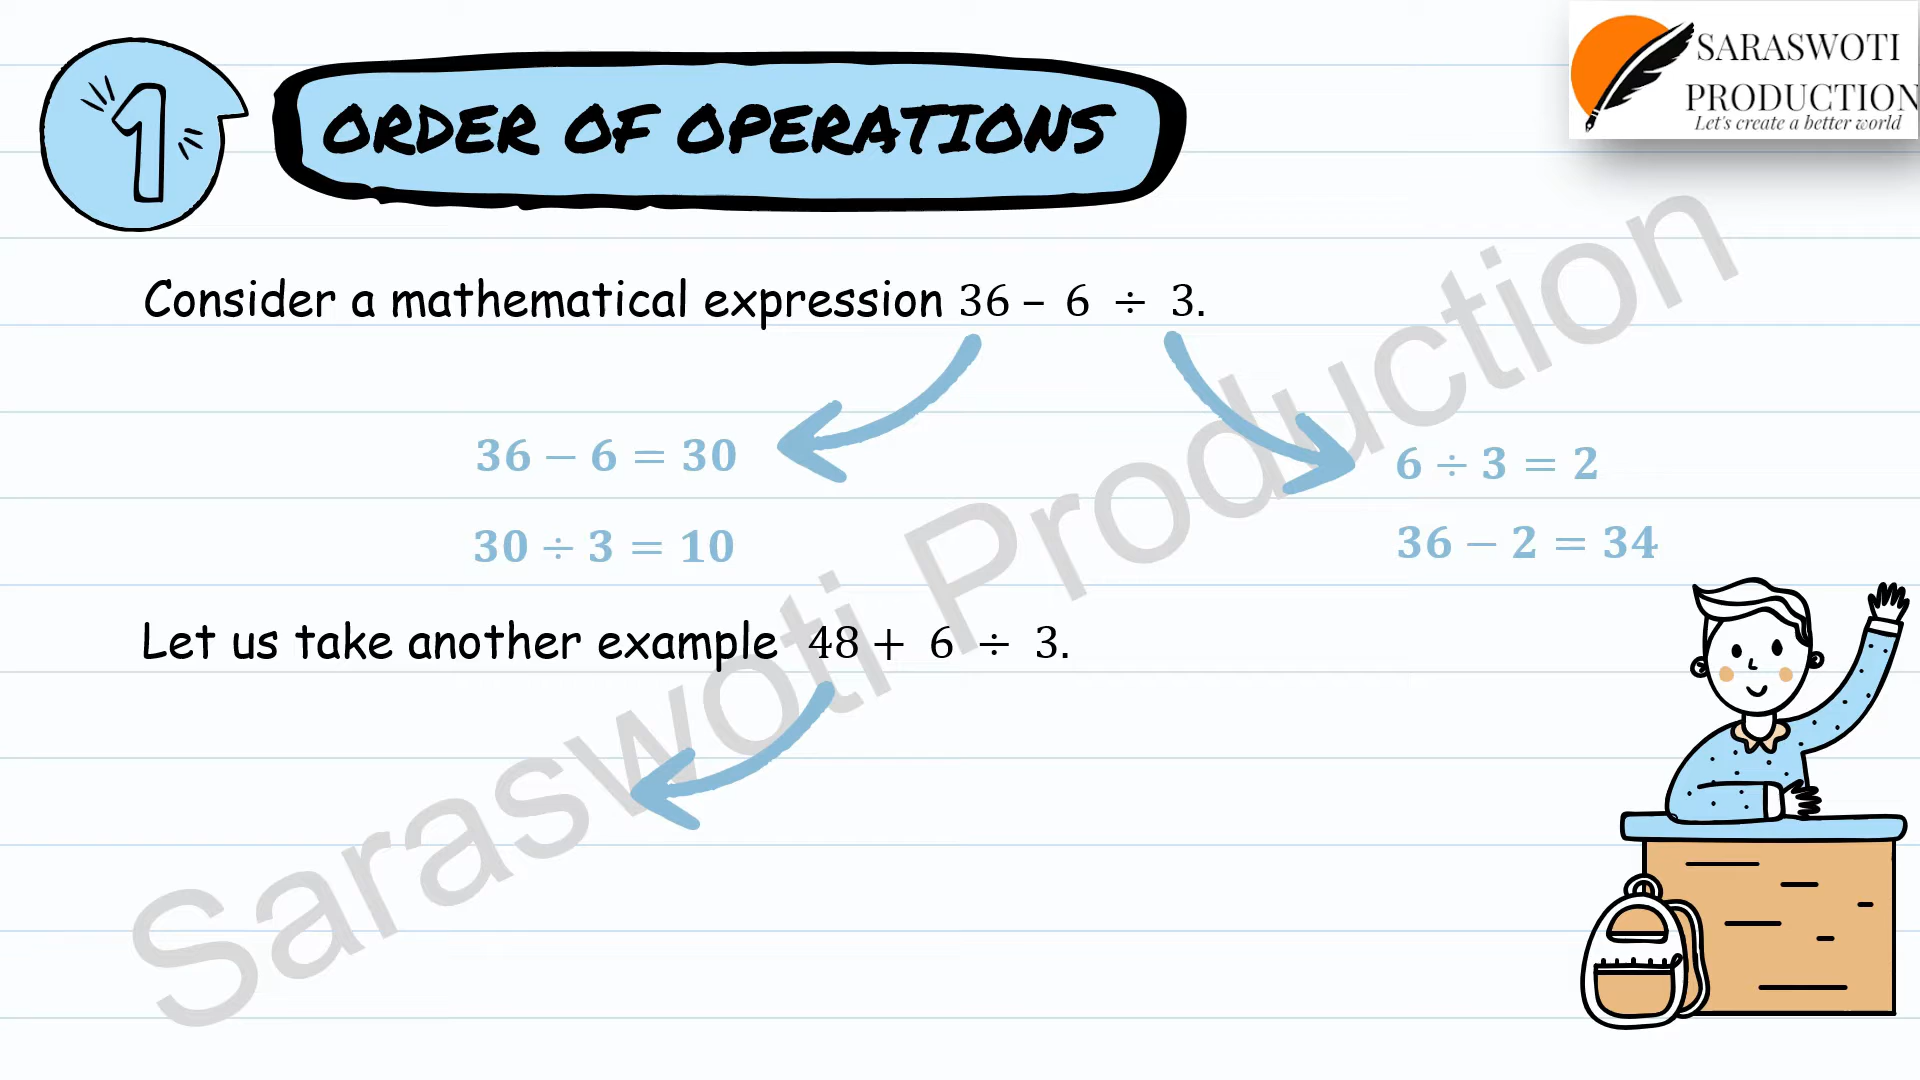 1
ORDER OF OPERATIONS
SARASWOTI
PRODUCTION
Let's create a better world
Consider a mathematical expression 36 – 6 ÷ 3.
36 − 6 = 30
6 ÷ 3 = 2
30 ÷ 3 = 10
36 − 2 = 34
Let us take another example 48 + 6 ÷ 3.
Saraswoti Production